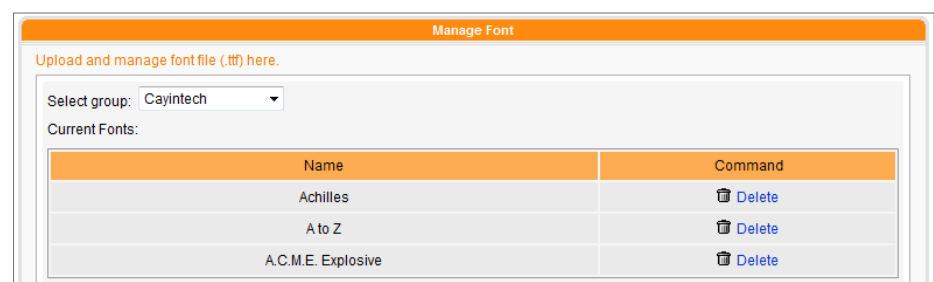 Manage Font
Upload and manage font file (.ttf) here.
Select group: Cayintech
Current Fonts:
Name Command
Achilles Delete
A to Z Delete
A.C.M.E. Explosive Delete